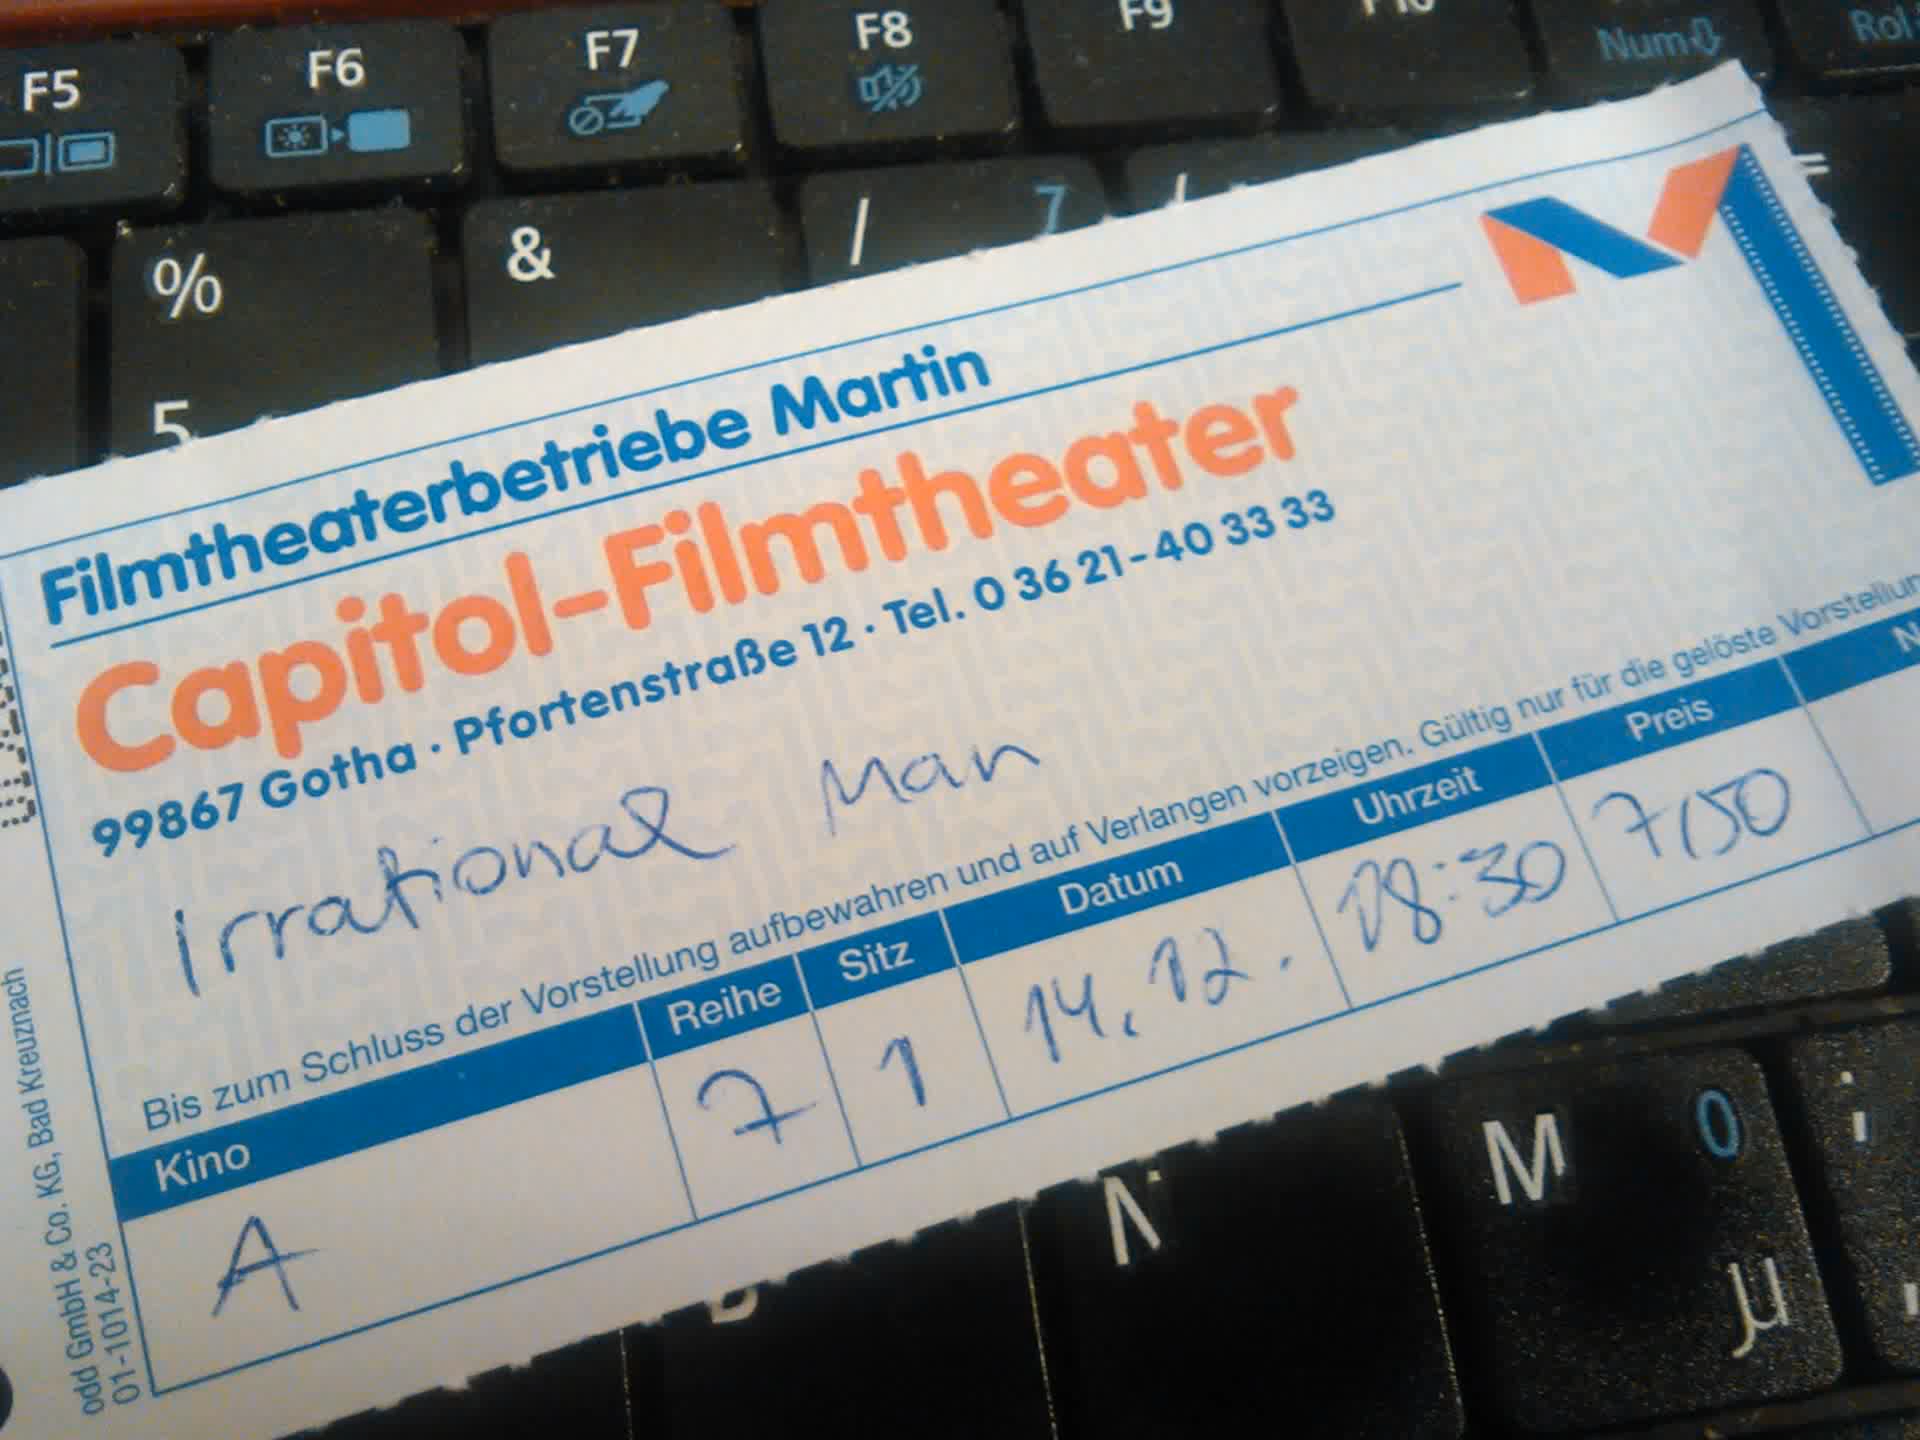 F5 F6 F7 F8 F9 F10 Num
% & / 7
5
Filmtheaterbetriebe Martin
Capitol-Filmtheater
99867 Gotha · Pfortenstraße 12 · Tel. 0 36 21-40 33 33
Irrational Man
Bis zum Schluss der Vorstellung aufbewahren und auf Verlangen vorzeigen. Gültig nur für die gelöste
Kino Reihe Sitz Datum Uhrzeit Preis
A 7 1 14.12. 18:30 7,50
odd GmbH & Co. KG, Bad Kreuznach
01-1014-23
N M 0 ;
µ